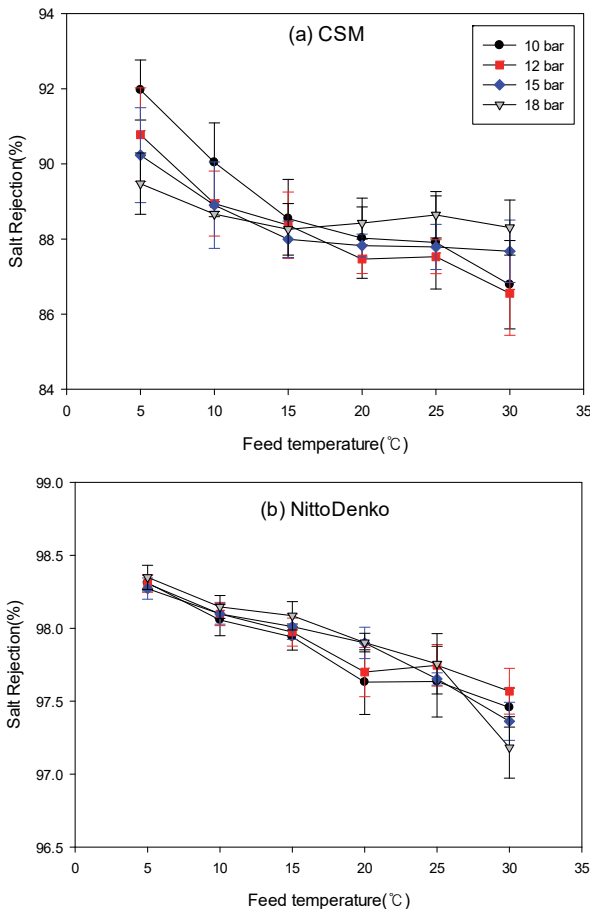 94
92
90
88
86
84
Salt Rejection(%)
(a) CSM
10 bar
12 bar
15 bar
18 bar
0
5
10
15
20
25
30
35
Feed temperature(℃)
99.0
98.5
98.0
97.5
97.0
96.5
Salt Rejection(%)
(b) NittoDenko
0
5
10
15
20
25
30
35
Feed temperature(℃)